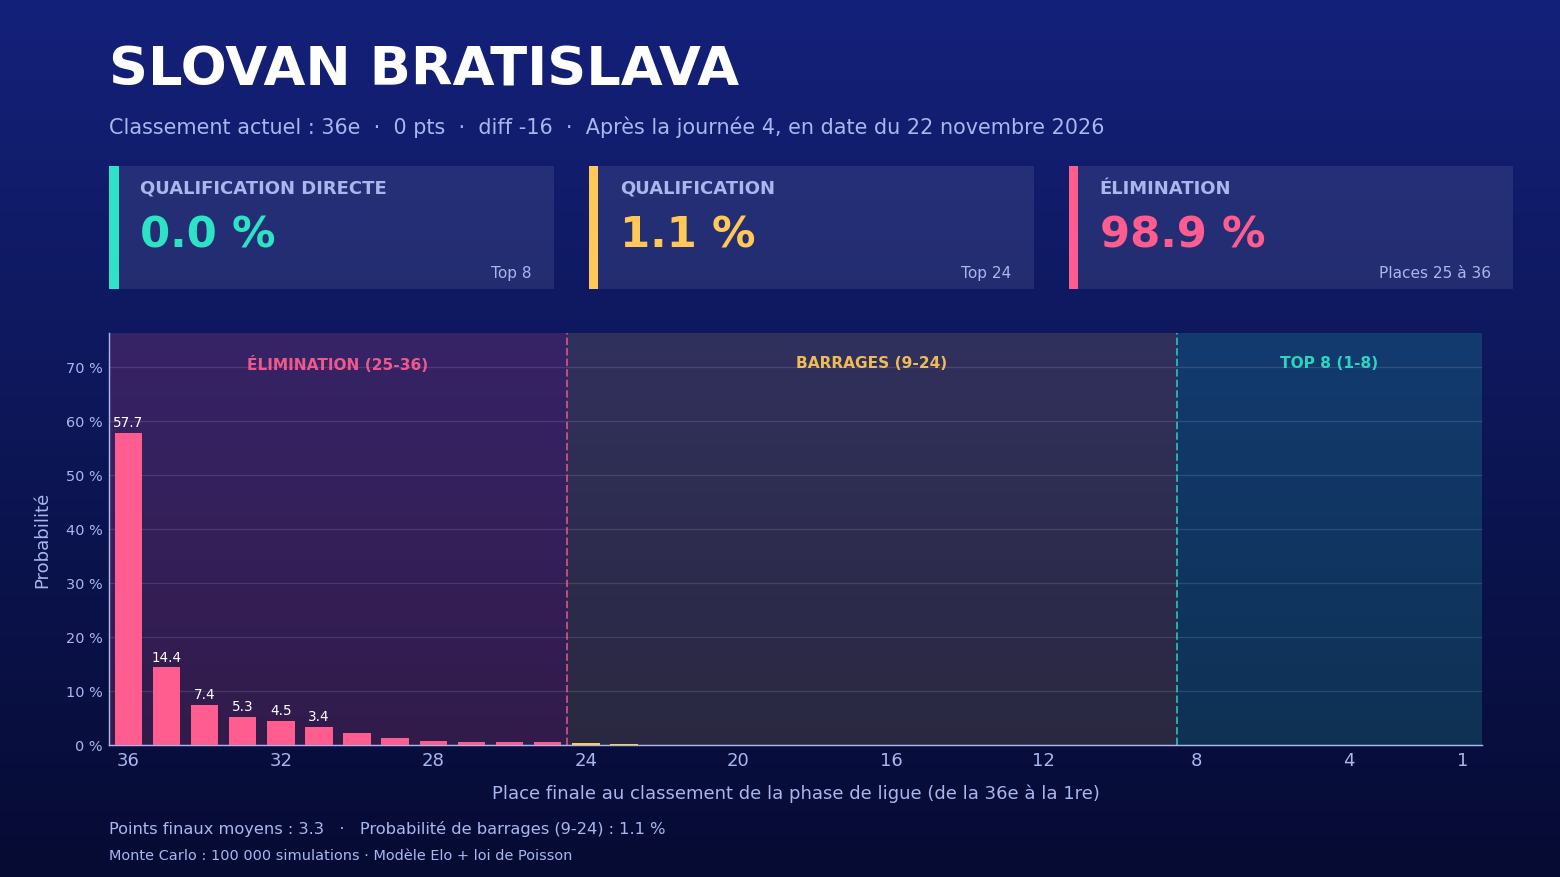 SLOVAN BRATISLAVA
Classement actuel : 36e · 0 pts · diff -16 · Après la journée 4, en date du 22 novembre 2026
QUALIFICATION DIRECTE
0.0 %
Top 8
QUALIFICATION
1.1 %
Top 24
ÉLIMINATION
98.9 %
Places 25 à 36
ÉLIMINATION (25-36)
BARRAGES (9-24)
TOP 8 (1-8)
Probabilité
70 %
60 %
50 %
40 %
30 %
20 %
10 %
0 %
57.7
14.4
7.4
5.3
4.5
3.4
36 32 28 24 20 16 12 8 4 1
Place finale au classement de la phase de ligue (de la 36e à la 1re)
Points finaux moyens : 3.3 · Probabilité de barrages (9-24) : 1.1 %
Monte Carlo : 100 000 simulations · Modèle Elo + loi de Poisson